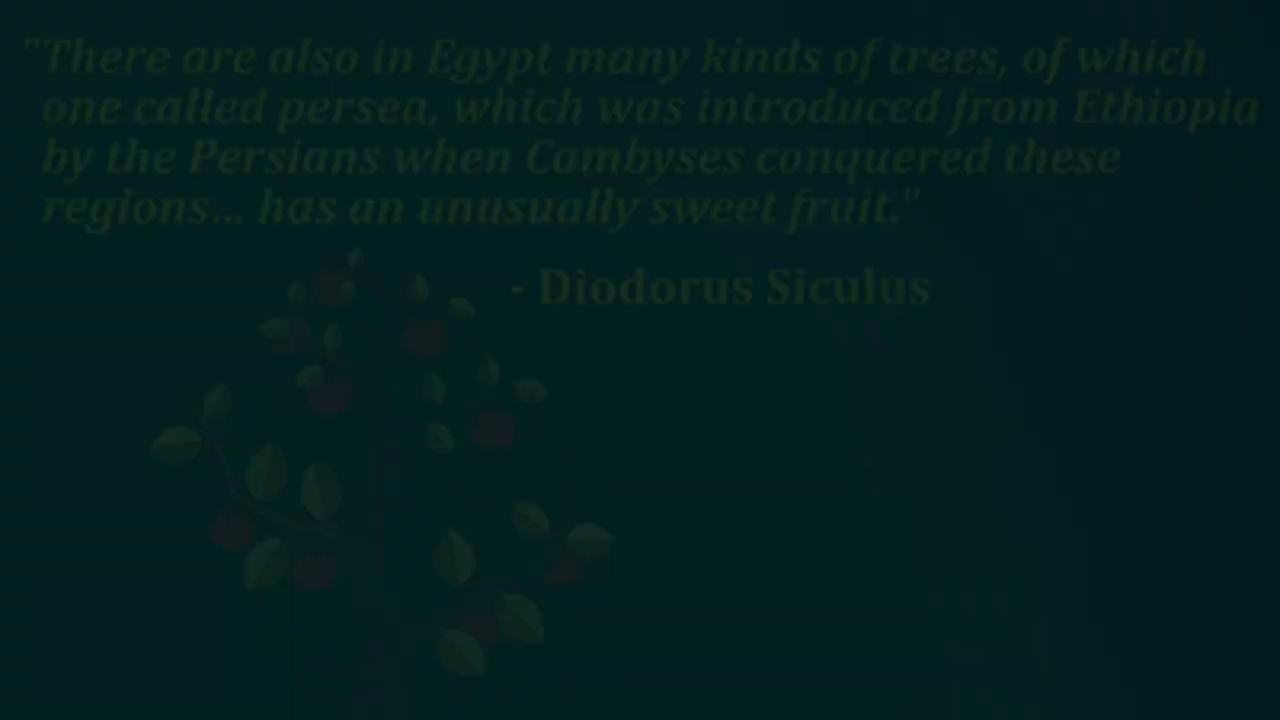 "There are also in Egypt many kinds of trees, of which
one called persea, which was introduced from Ethiopia
by the Persians when Cambyses conquered these
regions... has an unusually sweet fruit."
- Diodorus Siculus